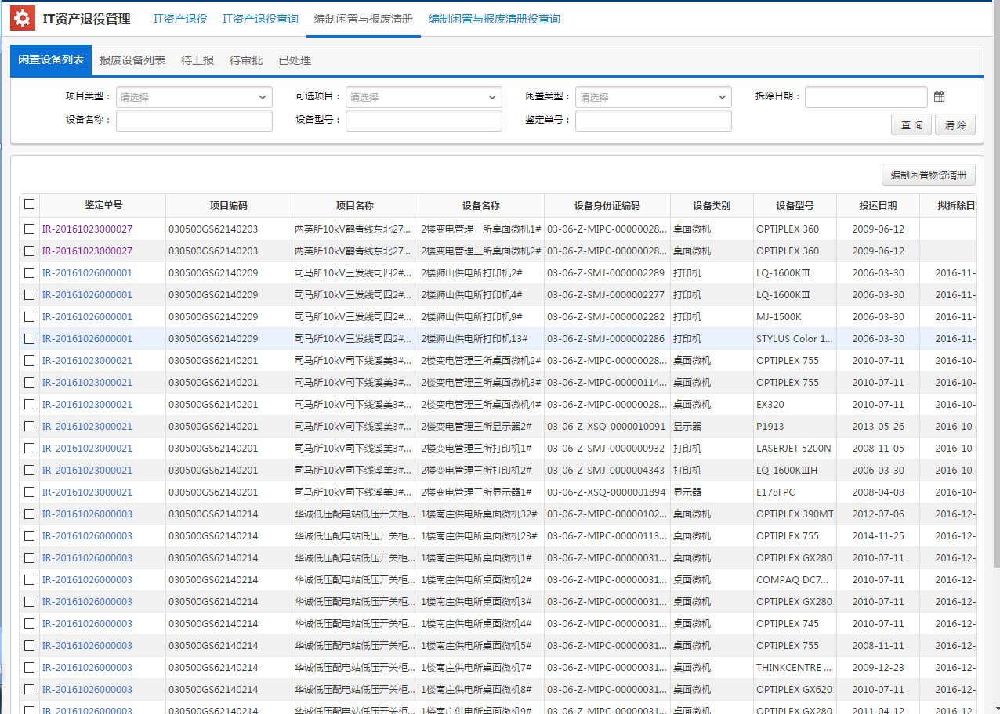 IT资产退役管理 IT资产退役 IT资产退役查询 编制闲置与报废清册 编制闲置与报废清册役查询
闲置设备列表 报废设备列表 待上报 待审批 已处理
项目类型： 请选择 可选项目： 请选择 闲置类型： 请选择 拆除日期：
设备名称： 设备型号： 鉴定单号：
查 询 清 除
编制闲置物资清册
鉴定单号 项目编码 项目名称 设备名称 设备身份证编码 设备类别 设备型号 投运日期 拟拆除日
IR-20161023000027 030500GS62140203 两英所10kV鹤青线东北27... 2楼变电管理三所桌面微机1# 03-06-Z-MIPC-00000028... 桌面微机 OPTIPLEX 360 2009-06-12
IR-20161023000027 030500GS62140203 两英所10kV鹤青线东北27... 2楼变电管理三所桌面微机2# 03-06-Z-MIPC-00000028... 桌面微机 OPTIPLEX 360 2009-06-12
IR-20161026000001 030500GS62140209 司马所10kV三发线司四2#... 2楼狮山供电所打印机2# 03-06-Z-SMJ-0000002289 打印机 LQ-1600KⅢ 2006-03-30 2016-11-
IR-20161026000001 030500GS62140209 司马所10kV三发线司四2#... 2楼狮山供电所打印机4# 03-06-Z-SMJ-0000002277 打印机 LQ-1600KⅢ 2006-03-30 2016-11-
IR-20161026000001 030500GS62140209 司马所10kV三发线司四2#... 2楼狮山供电所打印机9# 03-06-Z-SMJ-0000002282 打印机 MJ-1500K 2006-03-30 2016-11-
IR-20161026000001 030500GS62140209 司马所10kV三发线司四2#... 2楼狮山供电所打印机13# 03-06-Z-SMJ-0000002286 打印机 STYLUS Color 1... 2006-03-30 2016-11-
IR-20161026000021 030500GS62140201 司马所10kV司下线溪美3#... 2楼变电管理三所桌面微机2# 03-06-Z-MIPC-00000028... 桌面微机 OPTIPLEX 755 2010-07-11 2016-10-
IR-20161026000021 030500GS62140201 司马所10kV司下线溪美3#... 2楼变电管理三所桌面微机3# 03-06-Z-MIPC-00000114... 桌面微机 OPTIPLEX 755 2010-07-11 2016-10-
IR-20161026000021 030500GS62140201 司马所10kV司下线溪美3#... 2楼变电管理三所桌面微机4# 03-06-Z-MIPC-00000028... 桌面微机 EX320 2010-07-11 2016-10-
IR-20161026000021 030500GS62140201 司马所10kV司下线溪美3#... 2楼变电管理三所显示器2# 03-06-Z-XSQ-0000010091 显示器 P1913 2013-05-26 2016-10-
IR-20161026000021 030500GS62140201 司马所10kV司下线溪美3#... 2楼变电管理三所打印机1# 03-06-Z-SMJ-0000000932 打印机 LASERJET 5200N 2008-11-05 2016-10-
IR-20161026000021 030500GS62140201 司马所10kV司下线溪美3#... 2楼变电管理三所打印机2# 03-06-Z-SMJ-0000004343 打印机 LQ-1600KⅢH 2006-03-30 2016-10-
IR-20161026000021 030500GS62140201 司马所10kV司下线溪美3#... 2楼变电管理三所显示器1# 03-06-Z-XSQ-0000001894 显示器 E178FPC 2008-04-08 2016-10-
IR-20161026000003 030500GS62140214 华诚低压配电站低压开关柜... 1楼南庄供电所桌面微机32# 03-06-Z-MIPC-00000102... 桌面微机 OPTIPLEX 390MT 2012-07-06 2016-12-
IR-20161026000003 030500GS62140214 华诚低压配电站低压开关柜... 1楼南庄供电所桌面微机23# 03-06-Z-MIPC-00000113... 桌面微机 OPTIPLEX 755 2014-11-25 2016-12-
IR-20161026000003 030500GS62140214 华诚低压配电站低压开关柜... 1楼南庄供电所桌面微机1# 03-06-Z-MIPC-00000031... 桌面微机 OPTIPLEX GX280 2010-07-11 2016-12-
IR-20161026000003 030500GS62140214 华诚低压配电站低压开关柜... 1楼南庄供电所桌面微机2# 03-06-Z-MIPC-00000031... 桌面微机 COMPAQ DC7... 2010-07-11 2016-12-
IR-20161026000003 030500GS62140214 华诚低压配电站低压开关柜... 1楼南庄供电所桌面微机3# 03-06-Z-MIPC-00000031... 桌面微机 OPTIPLEX GX280 2010-07-11 2016-12-
IR-20161026000003 030500GS62140214 华诚低压配电站低压开关柜... 1楼南庄供电所桌面微机4# 03-06-Z-MIPC-00000031... 桌面微机 OPTIPLEX 745 2010-07-11 2016-12-
IR-20161026000003 030500GS62140214 华诚低压配电站低压开关柜... 1楼南庄供电所桌面微机5# 03-06-Z-MIPC-00000031... 桌面微机 OPTIPLEX 755 2008-11-11 2016-12-
IR-20161026000003 030500GS62140214 华诚低压配电站低压开关柜... 1楼南庄供电所桌面微机7# 03-06-Z-MIPC-00000031... 桌面微机 THINKCENTRE ... 2009-12-23 2016-12-
IR-20161026000003 030500GS62140214 华诚低压配电站低压开关柜... 1楼南庄供电所桌面微机8# 03-06-Z-MIPC-00000031... 桌面微机 OPTIPLEX GX620 2010-07-11 2016-12-
IR-20161026000003 030500GS62140214 华诚低压配电站低压开关柜... 1楼南庄供电所桌面微机9# 03-06-Z-MIPC-00000031... 桌面微机 OPTIPLEX GX280 2011-04-12 2016-12-